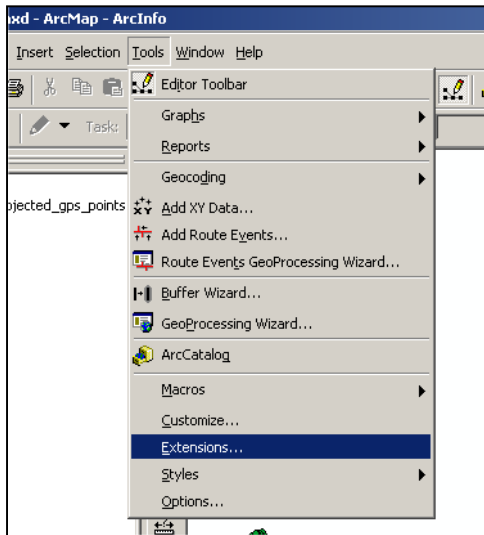 xd - ArcMap - ArcInfo
Insert Selection Tools Window Help
Editor Toolbar
Task:
Graphs
Reports
Geocoding
ojected_gps_points
Add XY Data...
Add Route Events...
Route Events GeoProcessing Wizard...
Buffer Wizard...
GeoProcessing Wizard...
ArcCatalog
Macros
Customize...
Extensions...
Styles
Options...